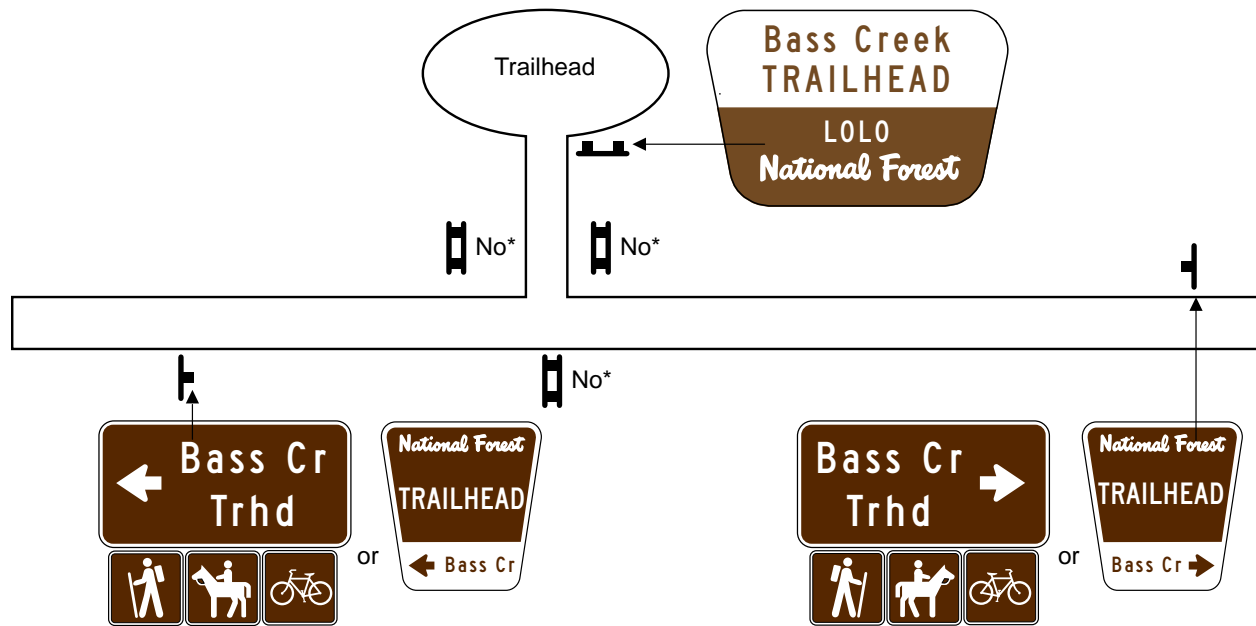 Trailhead
Bass Creek
TRAILHEAD
LOLO
National Forest
No*
No*
No*
Bass Cr
Trhd
or
National Forest
TRAILHEAD
Bass Cr
Bass Cr
Trhd
or
National Forest
TRAILHEAD
Bass Cr